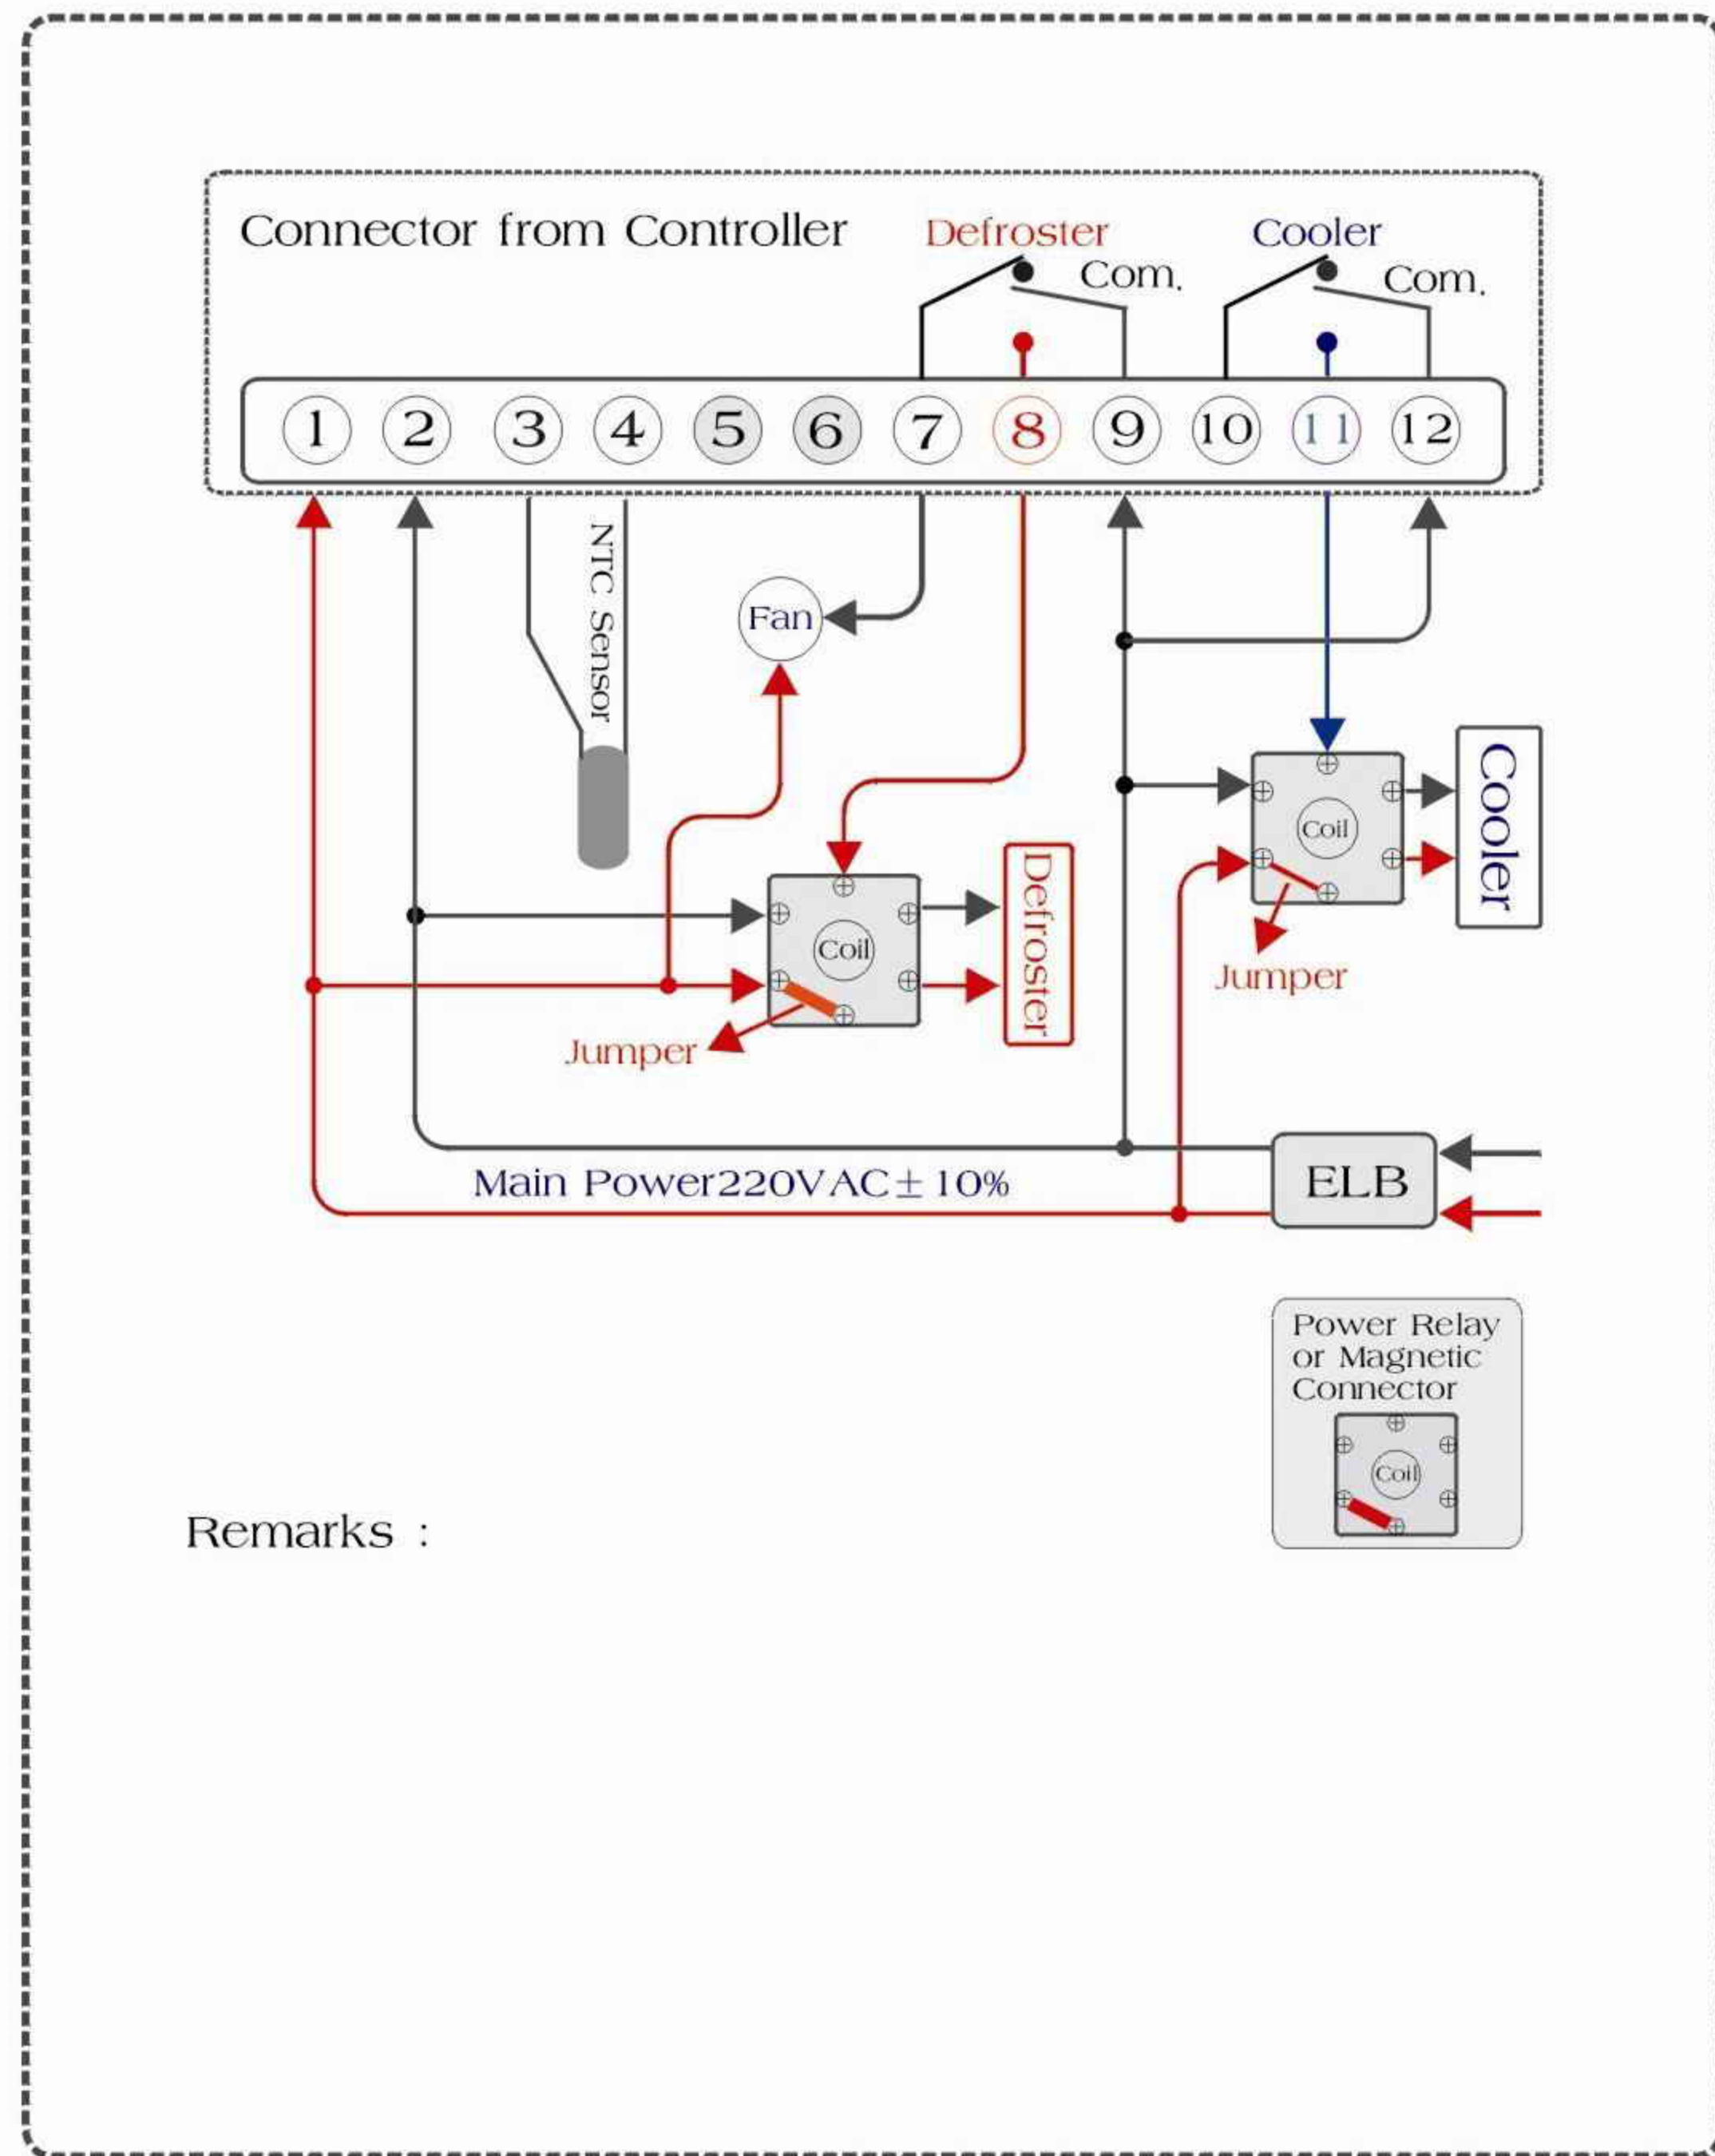 Connector from Controller
Defroster
Com.
Cooler
Com.
1 2 3 4 5 6 7 8 9 10 11 12
NTC Sensor
Fan
Coil
Cooler
Jumper
Coil
Defroster
Jumper
Main Power220VAC±10%
ELB
Power Relay
or Magnetic
Connector
Coil
Remarks :